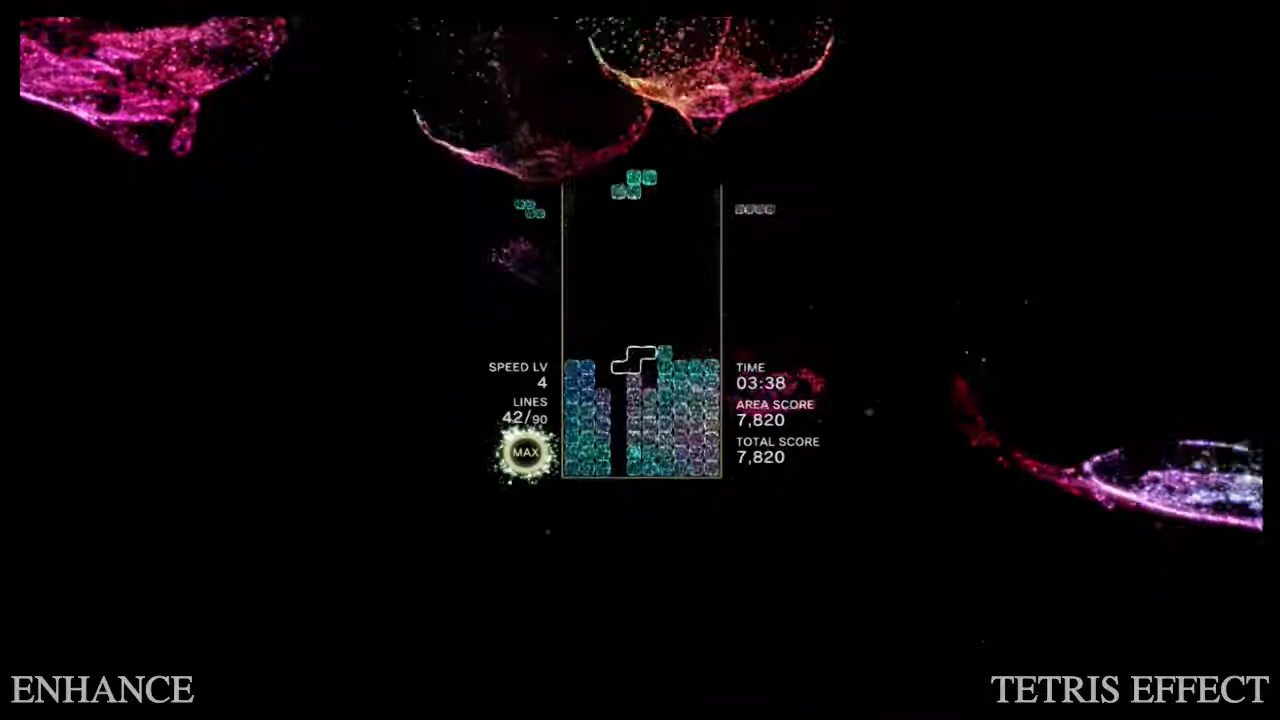 SPEED LV
4
LINES
42/90
MAX
TIME
03:38
AREA SCORE
7,820
TOTAL SCORE
7,820
ENHANCE
TETRIS EFFECT